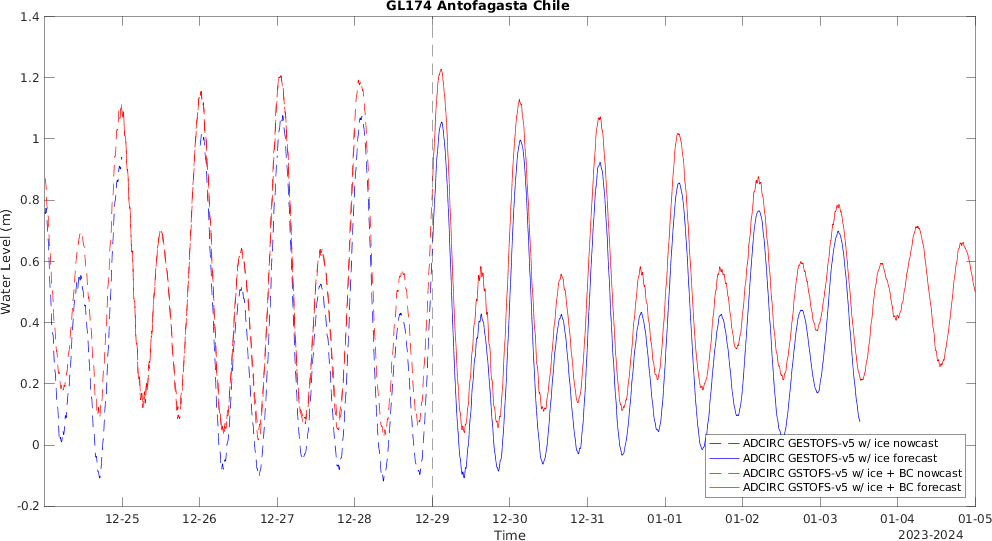 GL174 Antofagasta Chile
1.4
1.2
1
0.8
0.6
0.4
0.2
0
-0.2
Water Level (m)
ADCIRC GESTOFS-v5 w/ ice nowcast
ADCIRC GESTOFS-v5 w/ ice forecast
ADCIRC GSTOFS-v5 w/ ice + BC nowcast
ADCIRC GSTOFS-v5 w/ ice + BC forecast
12-25 12-26 12-27 12-28 12-29 12-30 12-31 01-01 01-02 01-03 01-04 01-05
Time
2023-2024